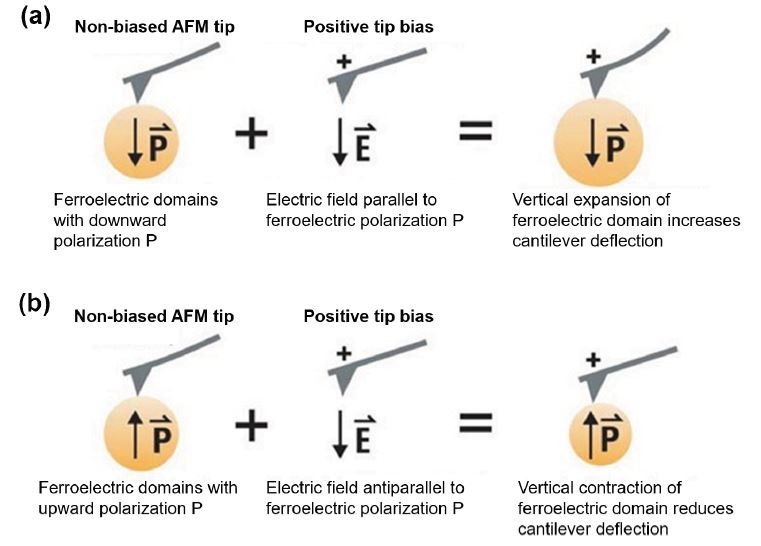 (a)
Non-biased AFM tip
Positive tip bias
+
+
P
+
E
=
P
Ferroelectric domains
with downward
polarization P
Electric field parallel to
ferroelectric polarization P
Vertical expansion of
ferroelectric domain increases
cantilever deflection
(b)
Non-biased AFM tip
Positive tip bias
+
+
P
+
E
=
P
Ferroelectric domains with
upward polarization P
Electric field antiparallel to
ferroelectric polarization P
Vertical contraction of
ferroelectric domain reduces
cantilever deflection